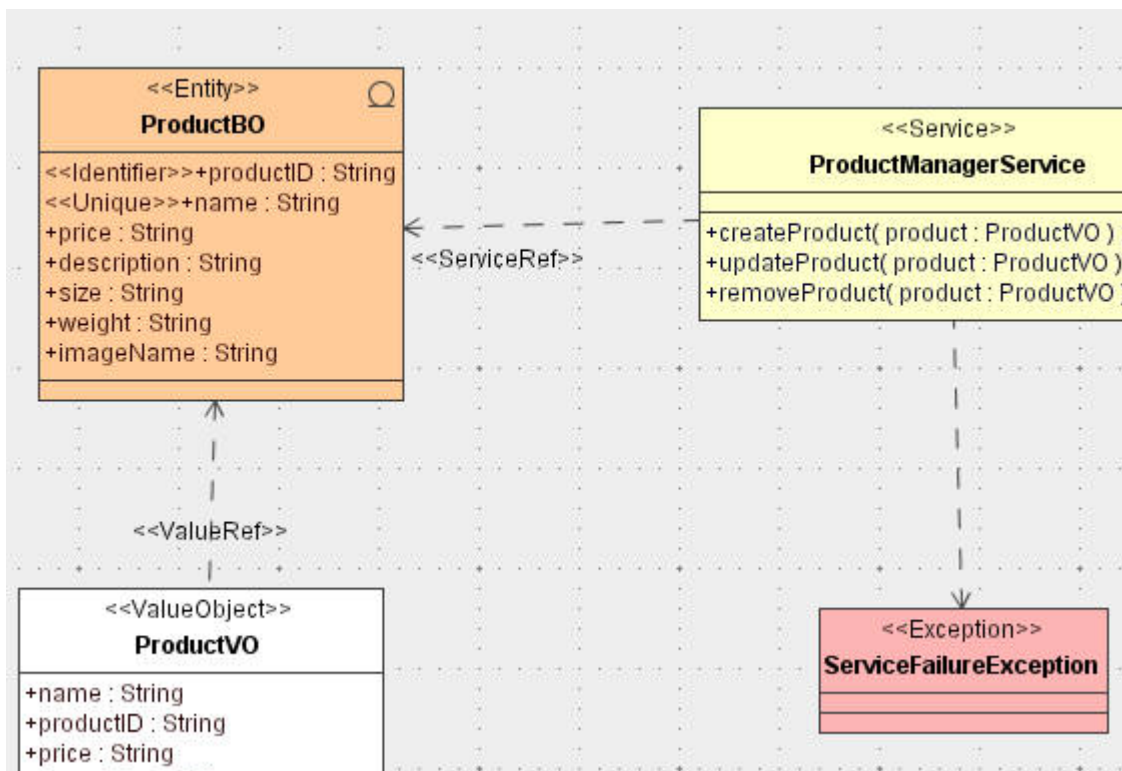 <<Entity>>
ProductBO
<<Identifier>>+productID : String
<<Unique>>+name : String
+price : String
+description : String
+size : String
+weight : String
+imageName : String
<<ServiceRef>>
<<Service>>
ProductManagerService
+createProduct( product : ProductVO )
+updateProduct( product : ProductVO )
+removeProduct( product : ProductVO )
<<ValueRef>>
<<ValueObject>>
ProductVO
+name : String
+productID : String
+price : String
<<Exception>>
ServiceFailureException